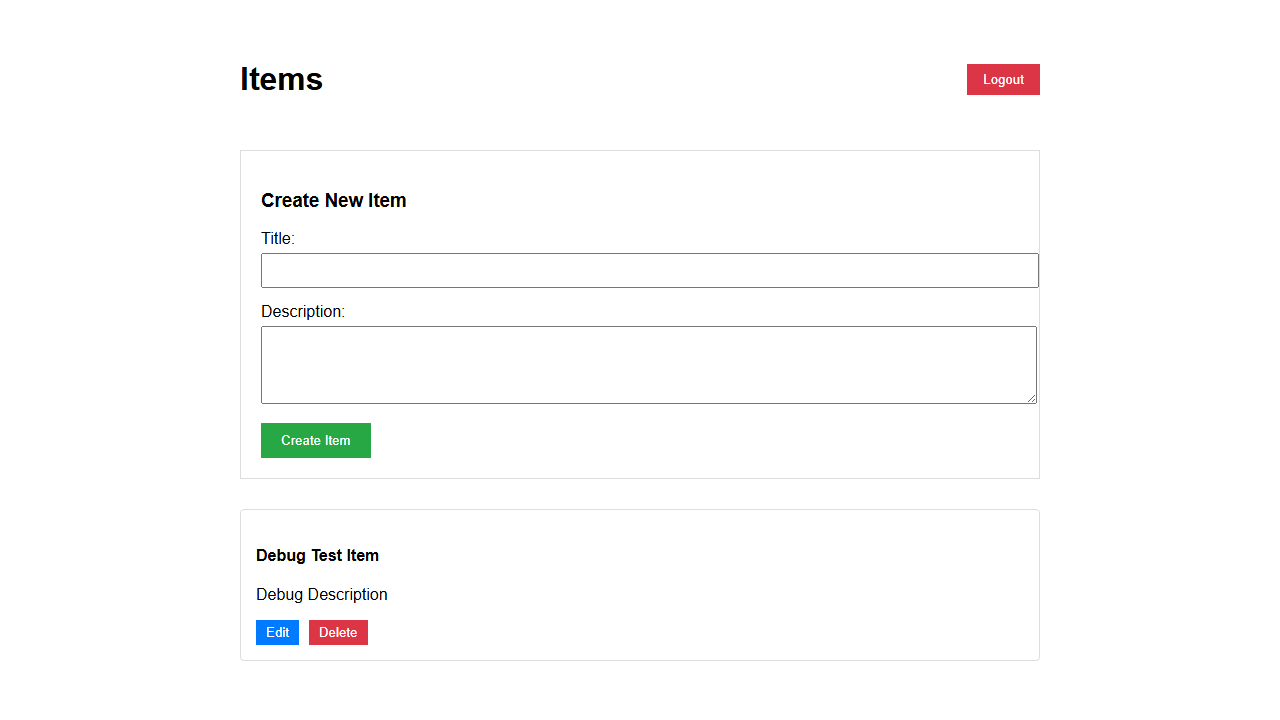 Items
Logout
Create New Item
Title:
Description:
Create Item
Debug Test Item
Debug Description
Edit Delete